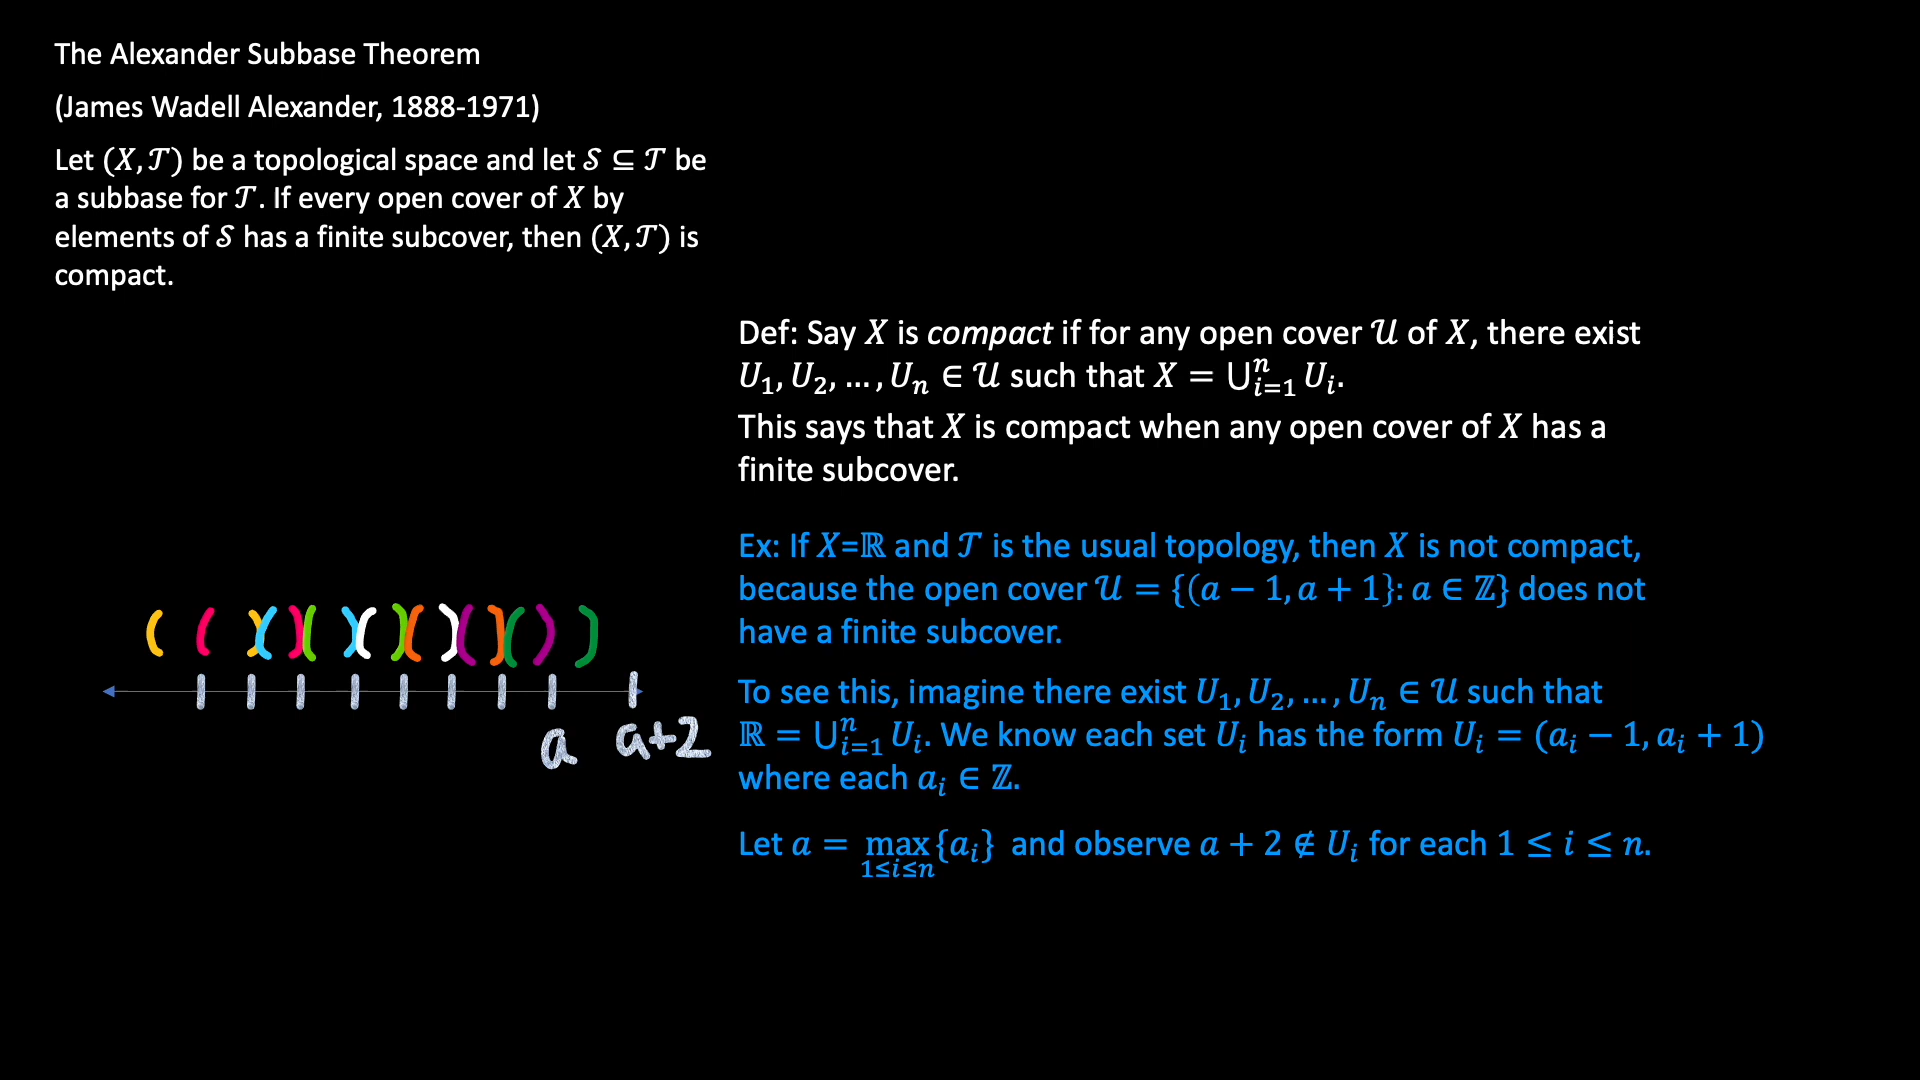 The Alexander Subbase Theorem
(James Wadell Alexander, 1888-1971)
Let (𝑋, 𝒯) be a topological space and let 𝒮 ⊆ 𝒯 be
a subbase for 𝒯. If every open cover of 𝑋 by
elements of 𝒮 has a finite subcover, then (𝑋, 𝒯) is
compact.
Def: Say 𝑋 is compact if for any open cover 𝒰 of 𝑋, there exist
𝑈₁, 𝑈₂, …, 𝑈ₙ ∈ 𝒰 such that 𝑋 = ⋃ⁿᵢ₌₁ 𝑈ᵢ.
This says that 𝑋 is compact when any open cover of 𝑋 has a
finite subcover.
Ex: If 𝑋=ℝ and 𝒯 is the usual topology, then 𝑋 is not compact,
because the open cover 𝒰 = {(𝑎 − 1, 𝑎 + 1}: 𝑎 ∈ ℤ} does not
have a finite subcover.
To see this, imagine there exist 𝑈₁, 𝑈₂, …, 𝑈ₙ ∈ 𝒰 such that
ℝ = ⋃ⁿᵢ₌₁ 𝑈ᵢ. We know each set 𝑈ᵢ has the form 𝑈ᵢ = (𝑎ᵢ − 1, 𝑎ᵢ + 1)
where each 𝑎ᵢ ∈ ℤ.
Let 𝑎 = max{𝑎ᵢ} and observe 𝑎 + 2 ∉ 𝑈ᵢ for each 1 ≤ 𝑖 ≤ 𝑛.
1≤𝑖≤𝑛
a a+2